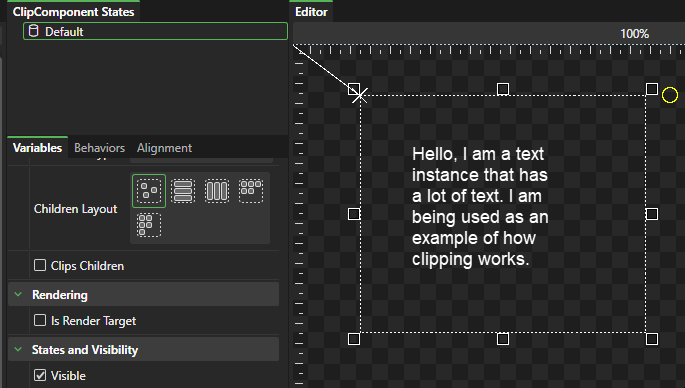 ClipComponent States
Default
Variables
Behaviors
Alignment
Children Layout
Clips Children
Rendering
Is Render Target
States and Visibility
Visible
Editor
100%
Hello, I am a text
instance that has
a lot of text. I am
being used as an
example of how
clipping works.